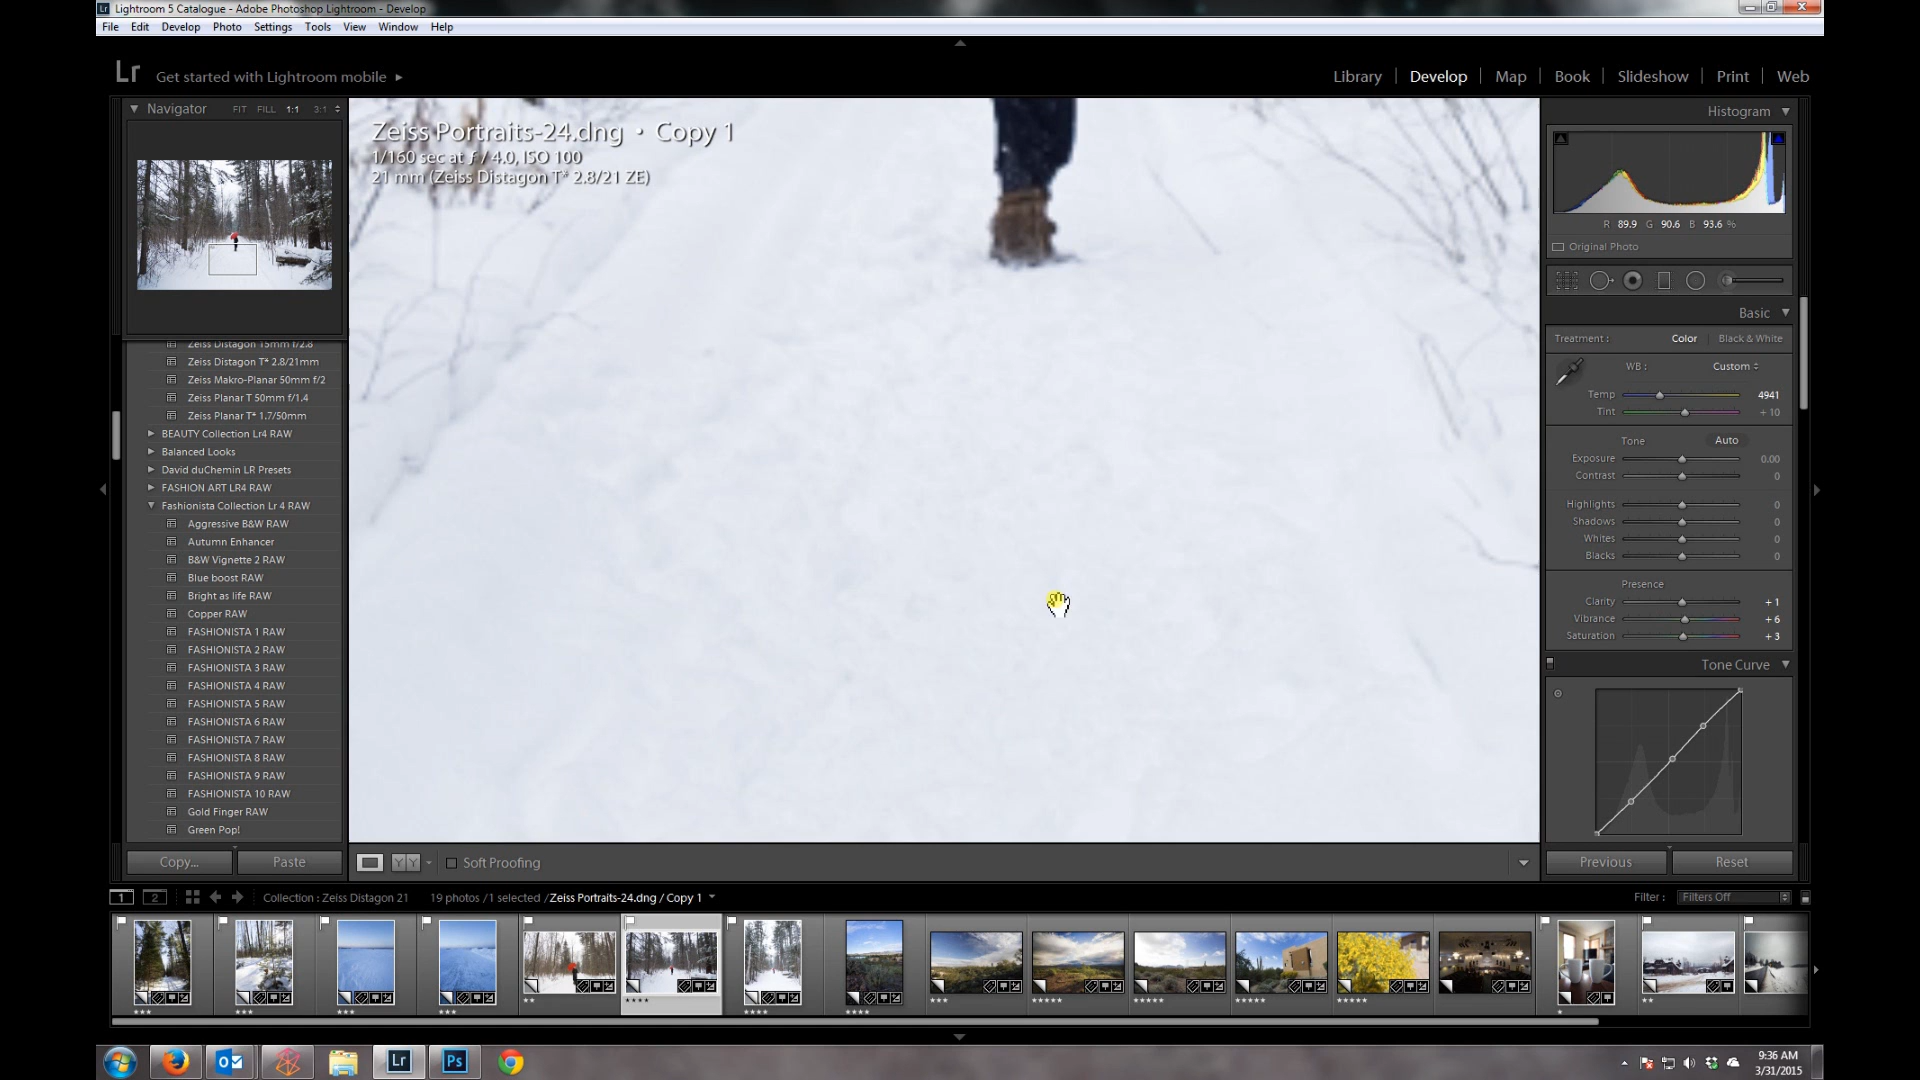 Lightroom 5 Catalogue - Adobe Photoshop Lightroom - Develop
File Edit Develop Photo Settings Tools View Window Help
Lr Get started with Lightroom mobile
Library Develop Map Book Slideshow Print Web
Navigator FIT FILL 1:1 3:1
Zeiss Portraits-24.dng • Copy 1
1/160 sec at ƒ / 4.0, ISO 100
21 mm (Zeiss Distagon T* 2.8/21 ZE)
Zeiss Distagon 15mm f/2.8
Zeiss Distagon T* 2.8/21mm
Zeiss Makro-Planar 50mm f/2
Zeiss Planar T 50mm f/1.4
Zeiss Planar T* 1.7/50mm
BEAUTY Collection Lr4 RAW
Balanced Looks
David duChemin LR Presets
FASHION ART LR4 RAW
Fashionista Collection Lr 4 RAW
Aggressive B&W RAW
Autumn Enhancer
B&W Vignette 2 RAW
Blue boost RAW
Bright as life RAW
Copper RAW
FASHIONISTA 1 RAW
FASHIONISTA 2 RAW
FASHIONISTA 3 RAW
FASHIONISTA 4 RAW
FASHIONISTA 5 RAW
FASHIONISTA 6 RAW
FASHIONISTA 7 RAW
FASHIONISTA 8 RAW
FASHIONISTA 9 RAW
FASHIONISTA 10 RAW
Gold Finger RAW
Green Pop!
Copy... Paste
Histogram
R 89.9 G 90.6 B 93.6 %
Original Photo
Basic
Treatment : Color Black & White
WB : Custom
Temp 4941
Tint + 10
Tone Auto
Exposure 0.00
Contrast 0
Highlights 0
Shadows 0
Whites 0
Blacks 0
Presence
Clarity + 1
Vibrance + 6
Saturation + 3
Tone Curve
Previous Reset
Y Y Soft Proofing
1 2 Collection : Zeiss Distagon 21 19 photos /1 selected /Zeiss Portraits-24.dng / Copy 1 Filter : Filters Off
Lr Ps
9:36 AM
3/31/2015